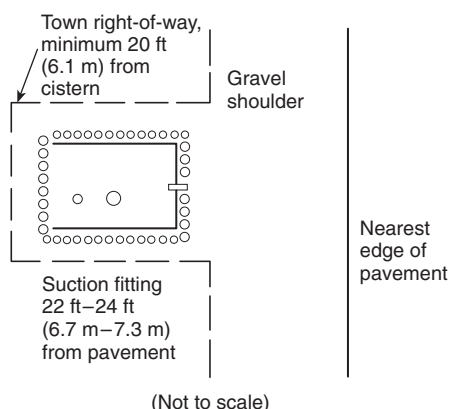 Town right-of-way,
minimum 20 ft
(6.1 m) from
cistern
Gravel
shoulder
Nearest
edge of
pavement
Suction fitting
22 ft–24 ft
(6.7 m–7.3 m)
from pavement
(Not to scale)